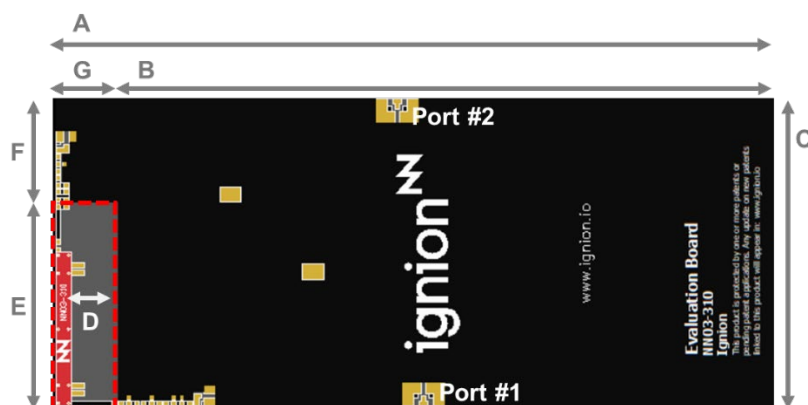 A
G B
F
C
Port #2
E
D
NN03-310
NN
ignion
NN
www.ignion.io
Evaluation Board
NN03-310
Ignion
This product is protected by one or more patents or
pending patent applications. Any update on new patents
linked to this product will appear in: www.ignion.io
Port #1